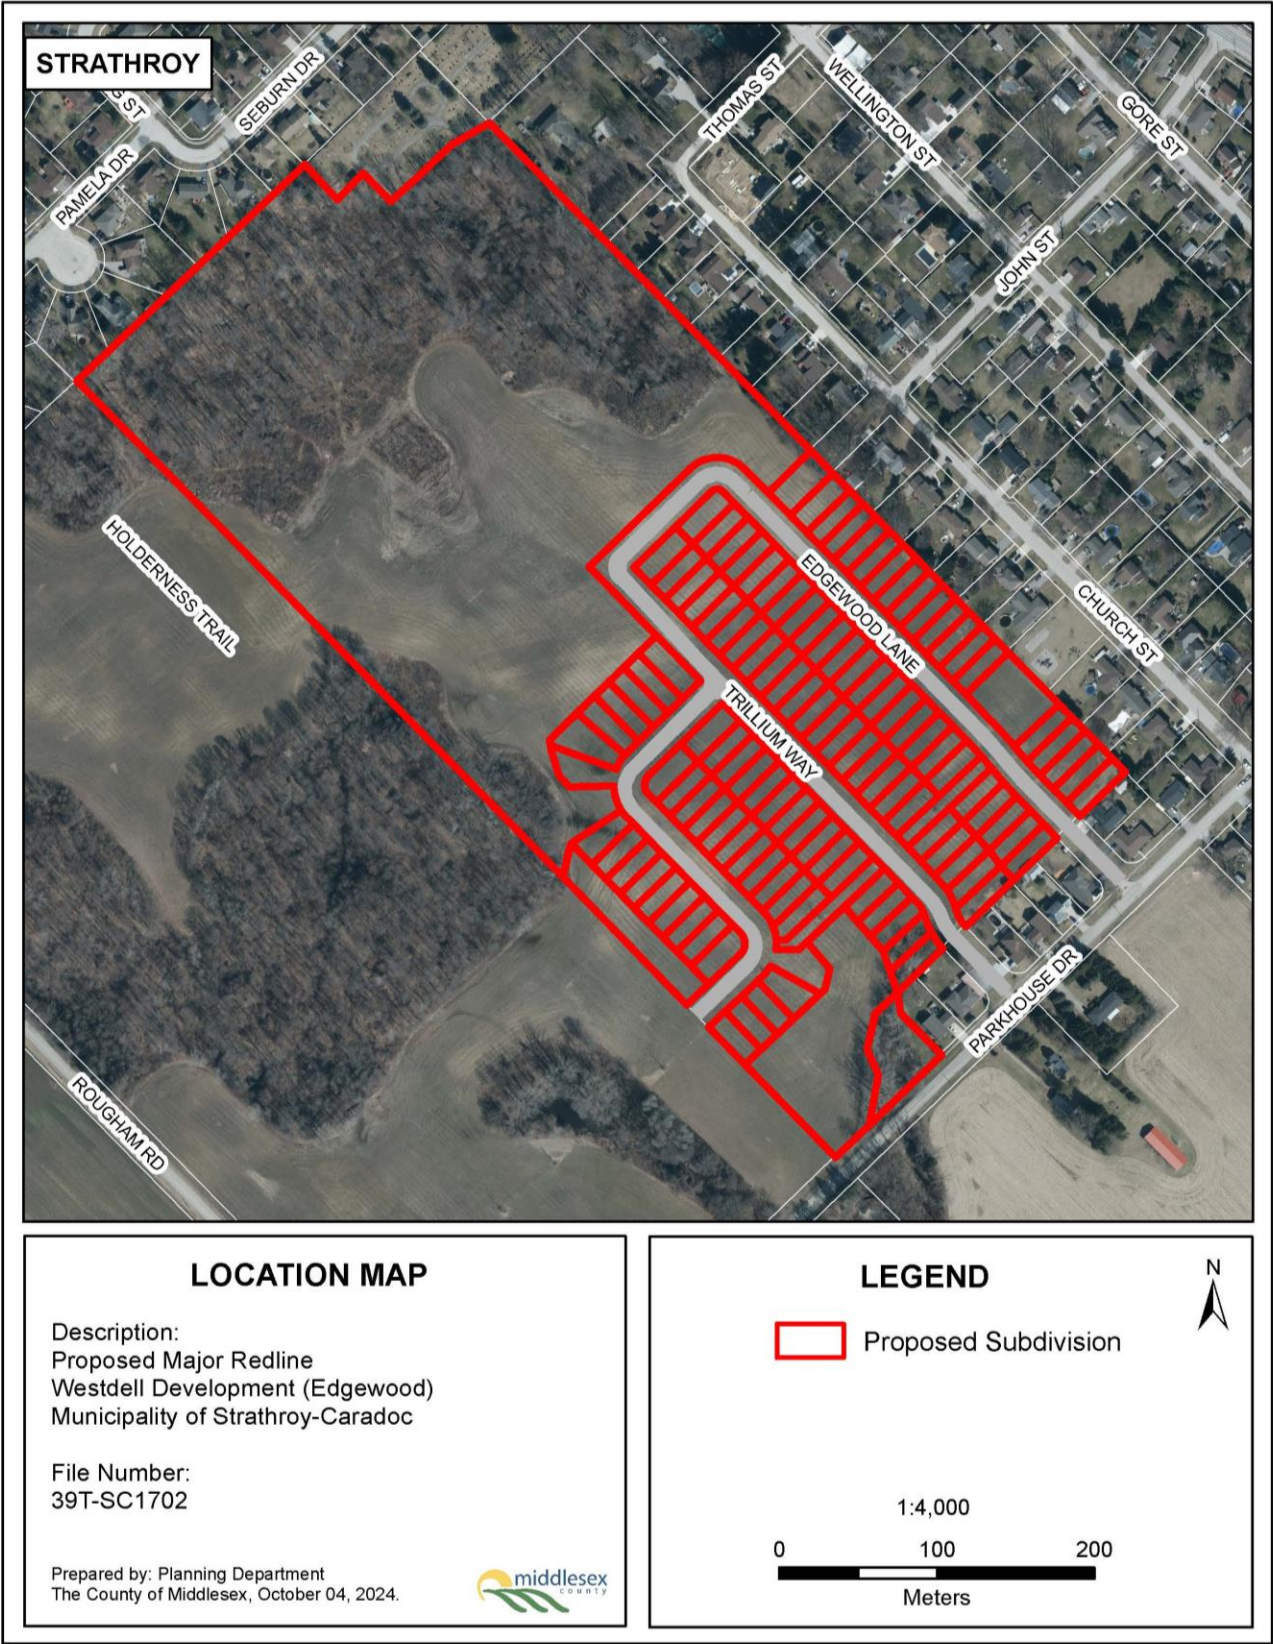 STRATHROY
G ST
SEBURN DR
PAMELA DR
THOMAS ST
WELLINGTON ST
GORE ST
JOHN ST
HOLDERNESS TRAIL
EDGEWOOD LANE
CHURCH ST
TRILLIUM WAY
PARKHOUSE DR
ROUGHAM RD
LOCATION MAP
Description:
Proposed Major Redline
Westdell Development (Edgewood)
Municipality of Strathroy-Caradoc
File Number:
39T-SC1702
Prepared by: Planning Department
The County of Middlesex, October 04, 2024.
middlesex
county
LEGEND
N
Proposed Subdivision
1:4,000
0 100 200
Meters